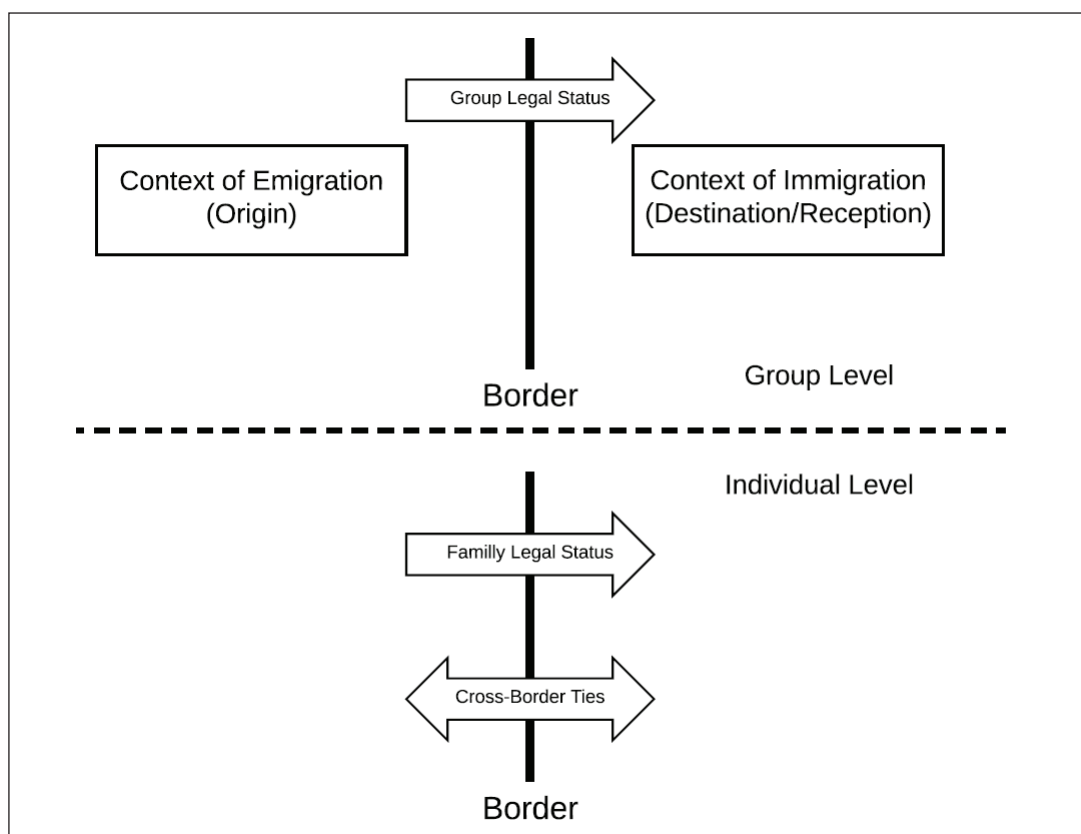 Group Legal Status
Context of Emigration
(Origin)
Context of Immigration
(Destination/Reception)
Group Level
Border
Individual Level
Familly Legal Status
Cross-Border Ties
Border